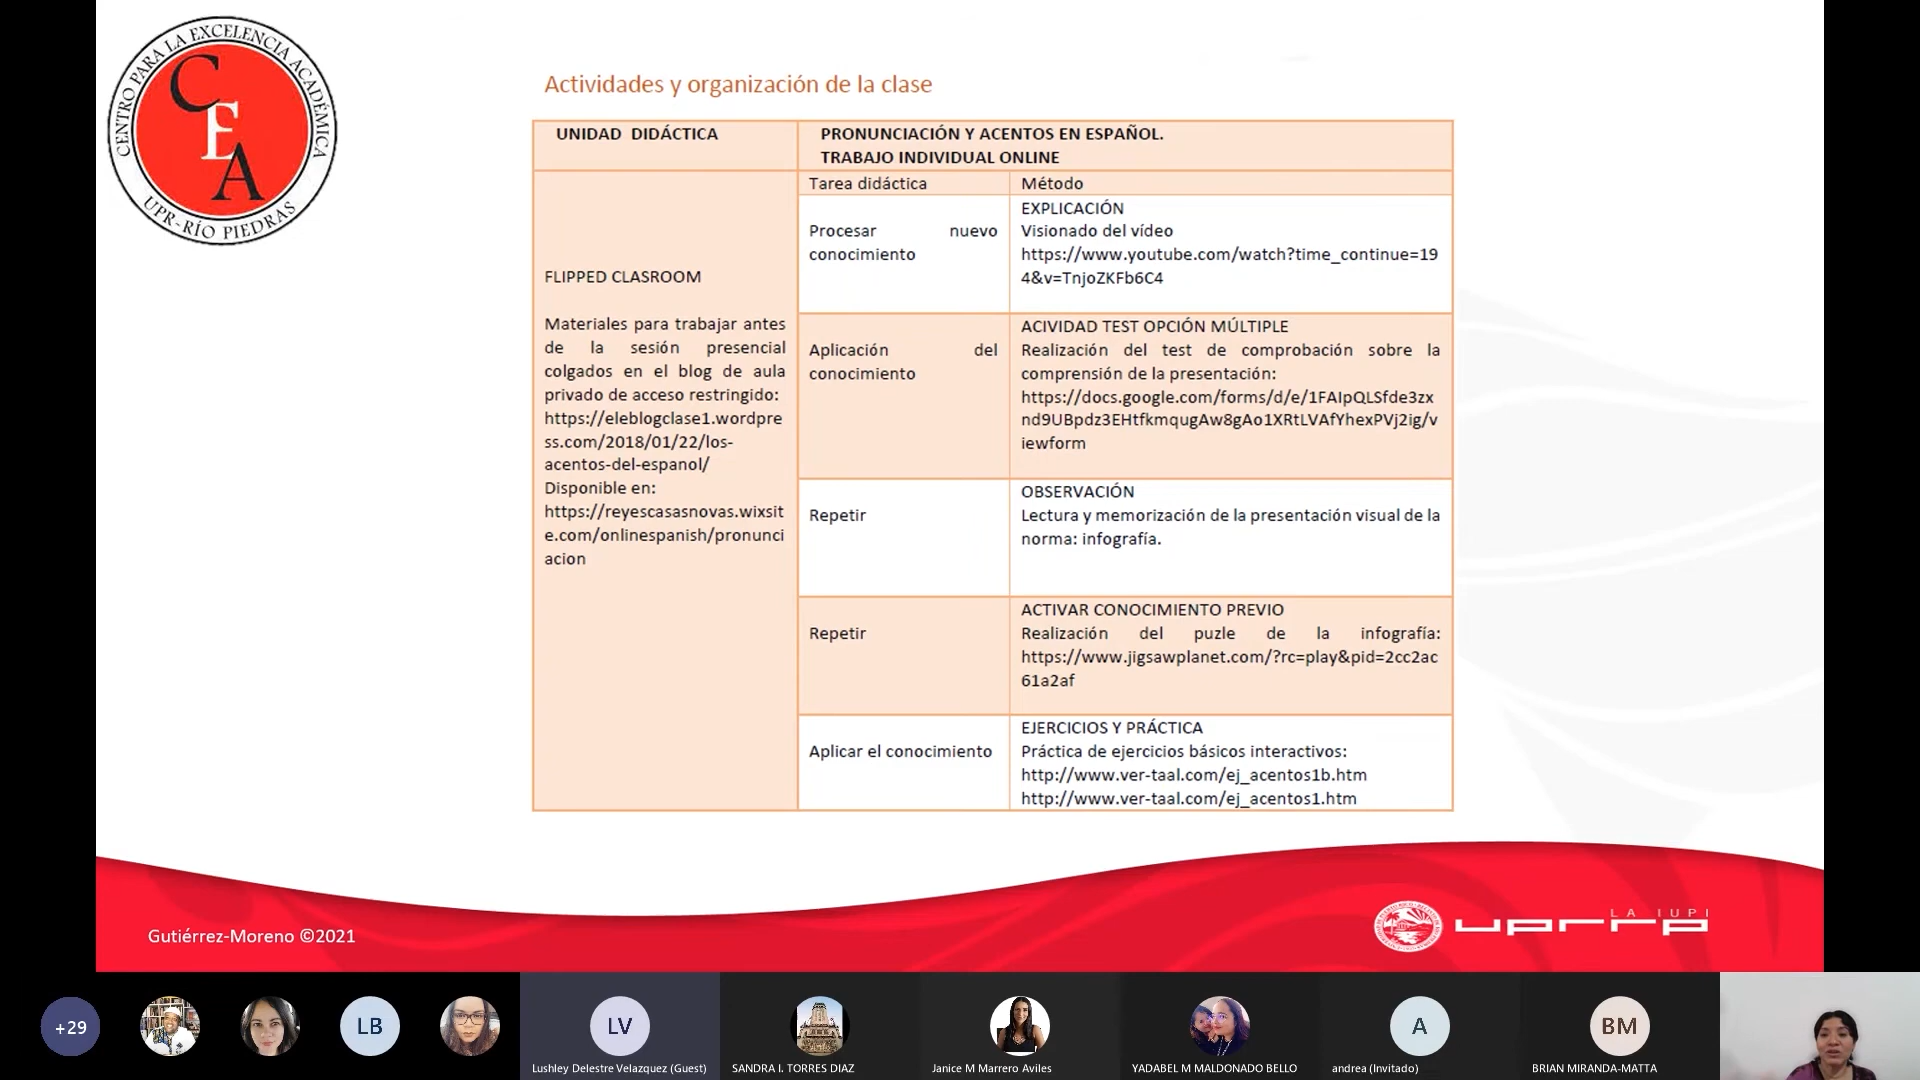 CENTRO PARA LA EXCELENCIA ACADÉMICA
CEA
UPR-RÍO PIEDRAS
Actividades y organización de la clase
UNIDAD DIDÁCTICA
PRONUNCIACIÓN Y ACENTOS EN ESPAÑOL.
TRABAJO INDIVIDUAL ONLINE
FLIPPED CLASROOM
Materiales para trabajar antes
de la sesión presencial
colgados en el blog de aula
privado de acceso restringido:
https://eleblogclase1.wordpre
ss.com/2018/01/22/los-
acentos-del-espanol/
Disponible en:
https://reyescasasnovas.wixsit
e.com/onlinespanish/pronunci
acion
Tarea didáctica
Método
Procesar nuevo
conocimiento
EXPLICACIÓN
Visionado del vídeo
https://www.youtube.com/watch?time_continue=19
4&v=TnjoZKFb6C4
Aplicación del
conocimiento
ACIVIDAD TEST OPCIÓN MÚLTIPLE
Realización del test de comprobación sobre la
comprensión de la presentación:
https://docs.google.com/forms/d/e/1FAIpQLSfde3zx
nd9UBpdz3EHtfkmqugAw8gAo1XRtLVAfYhexPVj2ig/v
iewform
Repetir
OBSERVACIÓN
Lectura y memorización de la presentación visual de la
norma: infografía.
Repetir
ACTIVAR CONOCIMIENTO PREVIO
Realización del puzle de la infografía:
https://www.jigsawplanet.com/?rc=play&pid=2cc2ac
61a2af
Aplicar el conocimiento
EJERCICIOS Y PRÁCTICA
Práctica de ejercicios básicos interactivos:
http://www.ver-taal.com/ej_acentos1b.htm
http://www.ver-taal.com/ej_acentos1.htm
Gutiérrez-Moreno ©2021
LA IUPI
uprrp
+29
LB
LV
A
BM
Lushley Delestre Velazquez (Guest)
SANDRA I. TORRES DIAZ
Janice M Marrero Aviles
YADABEL M MALDONADO BELLO
andrea (Invitado)
BRIAN MIRANDA-MATTA